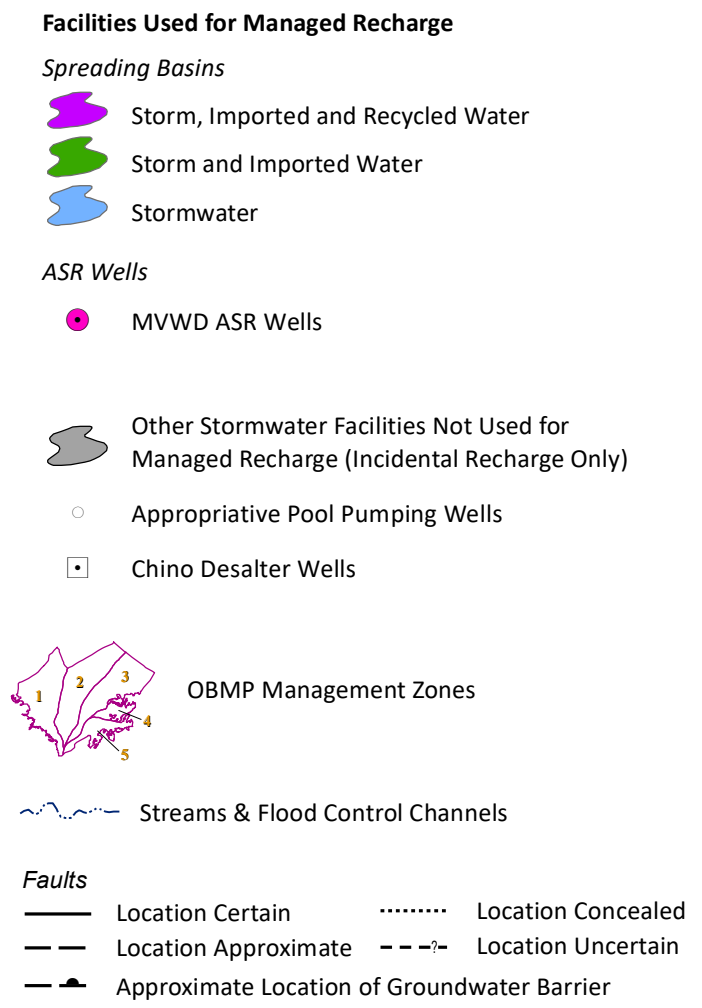 Facilities Used for Managed Recharge
Spreading Basins
Storm, Imported and Recycled Water
Storm and Imported Water
Stormwater
ASR Wells
MVWD ASR Wells
Other Stormwater Facilities Not Used for
Managed Recharge (Incidental Recharge Only)
Appropriative Pool Pumping Wells
Chino Desalter Wells
1 2 3
4
5
OBMP Management Zones
Streams & Flood Control Channels
Faults
Location Certain
Location Concealed
Location Approximate
? Location Uncertain
Approximate Location of Groundwater Barrier